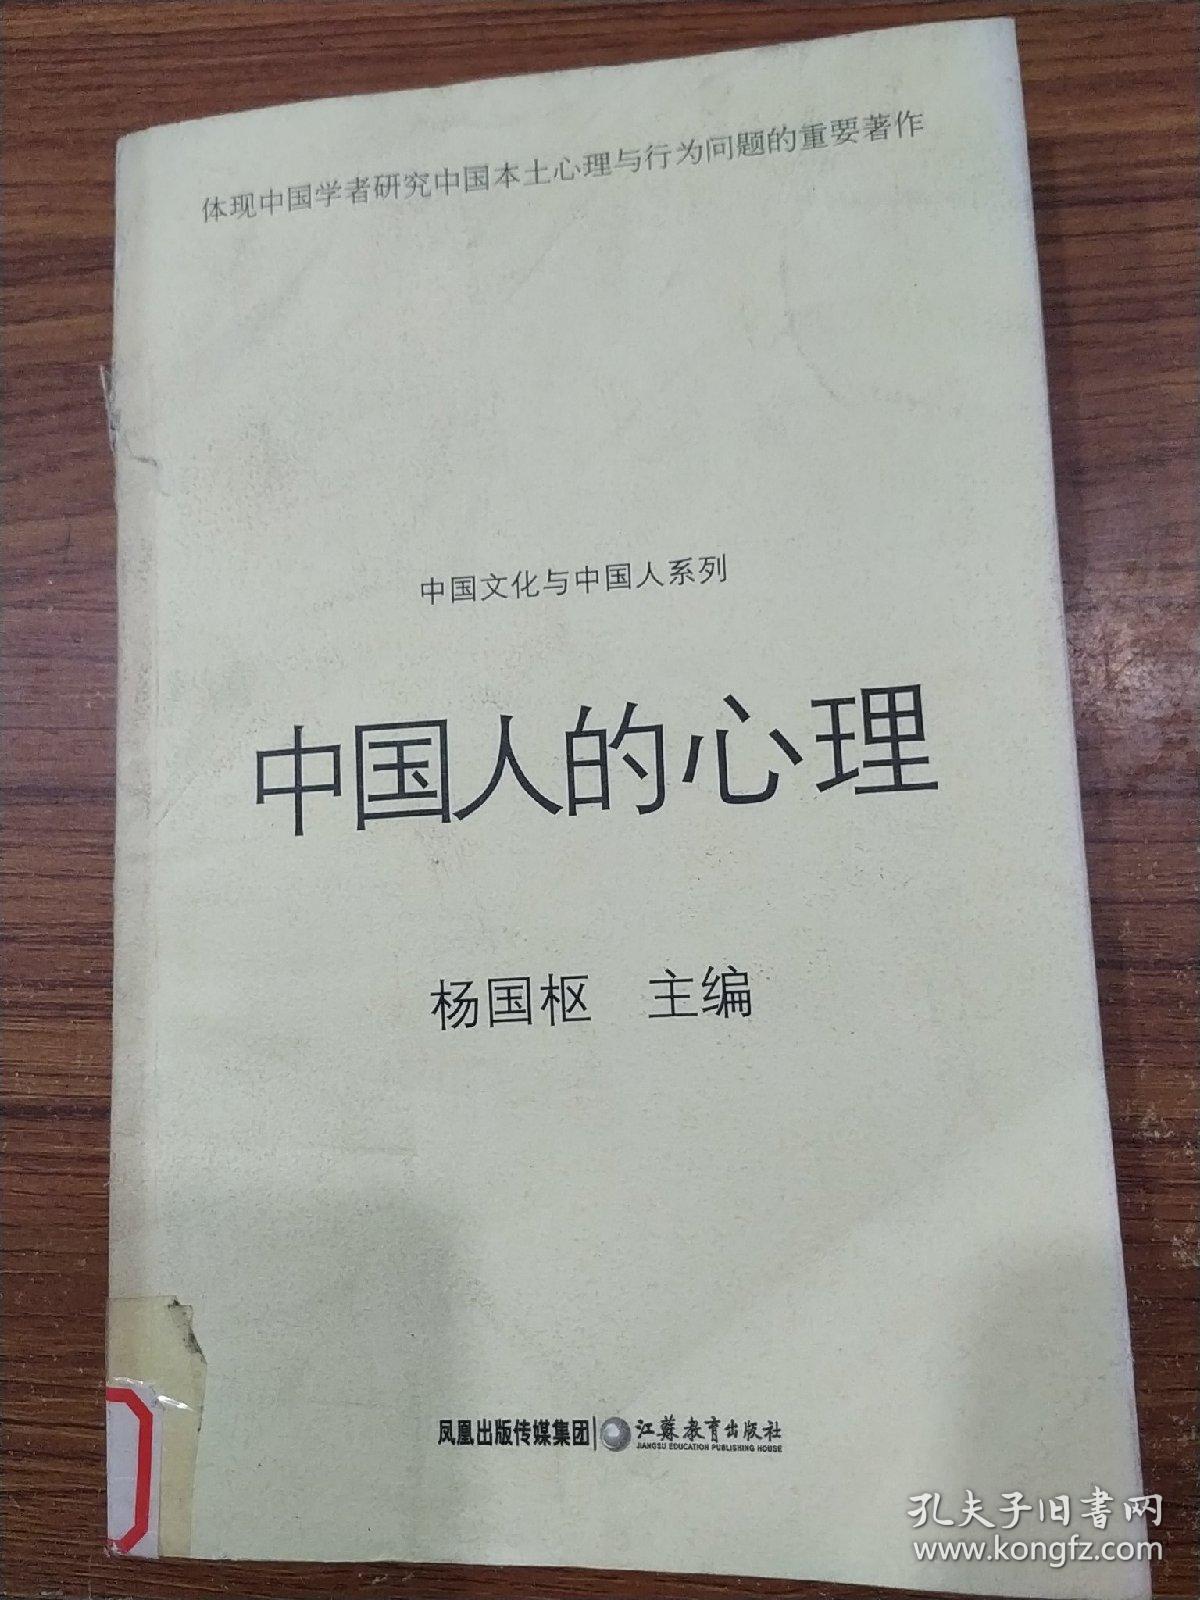 体现中国学者研究中国本土心理与行为问题的重要著作
中国文化与中国人系列
中国人的心理
杨国枢 主编
凤凰出版传媒集团 江苏教育出版社
JIANGSU EDUCATION PUBLISHING HOUSE
孔夫子旧书网
www.kongfz.com